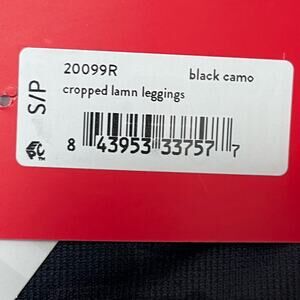 S/P
20099R black camo
cropped lamn leggings
8 43953 33757 7